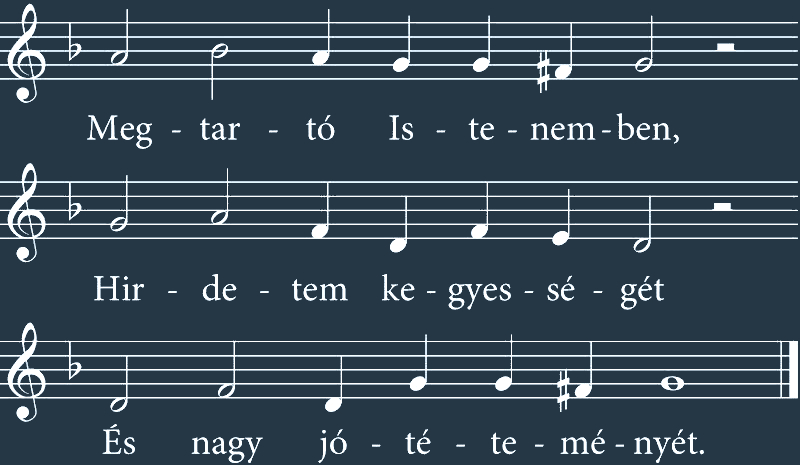 Meg - tar - tó Is - te - nem - ben,
Hir - de - tem ke - gyes - sé - gét
És nagy jó - té - te - mé - nyét.